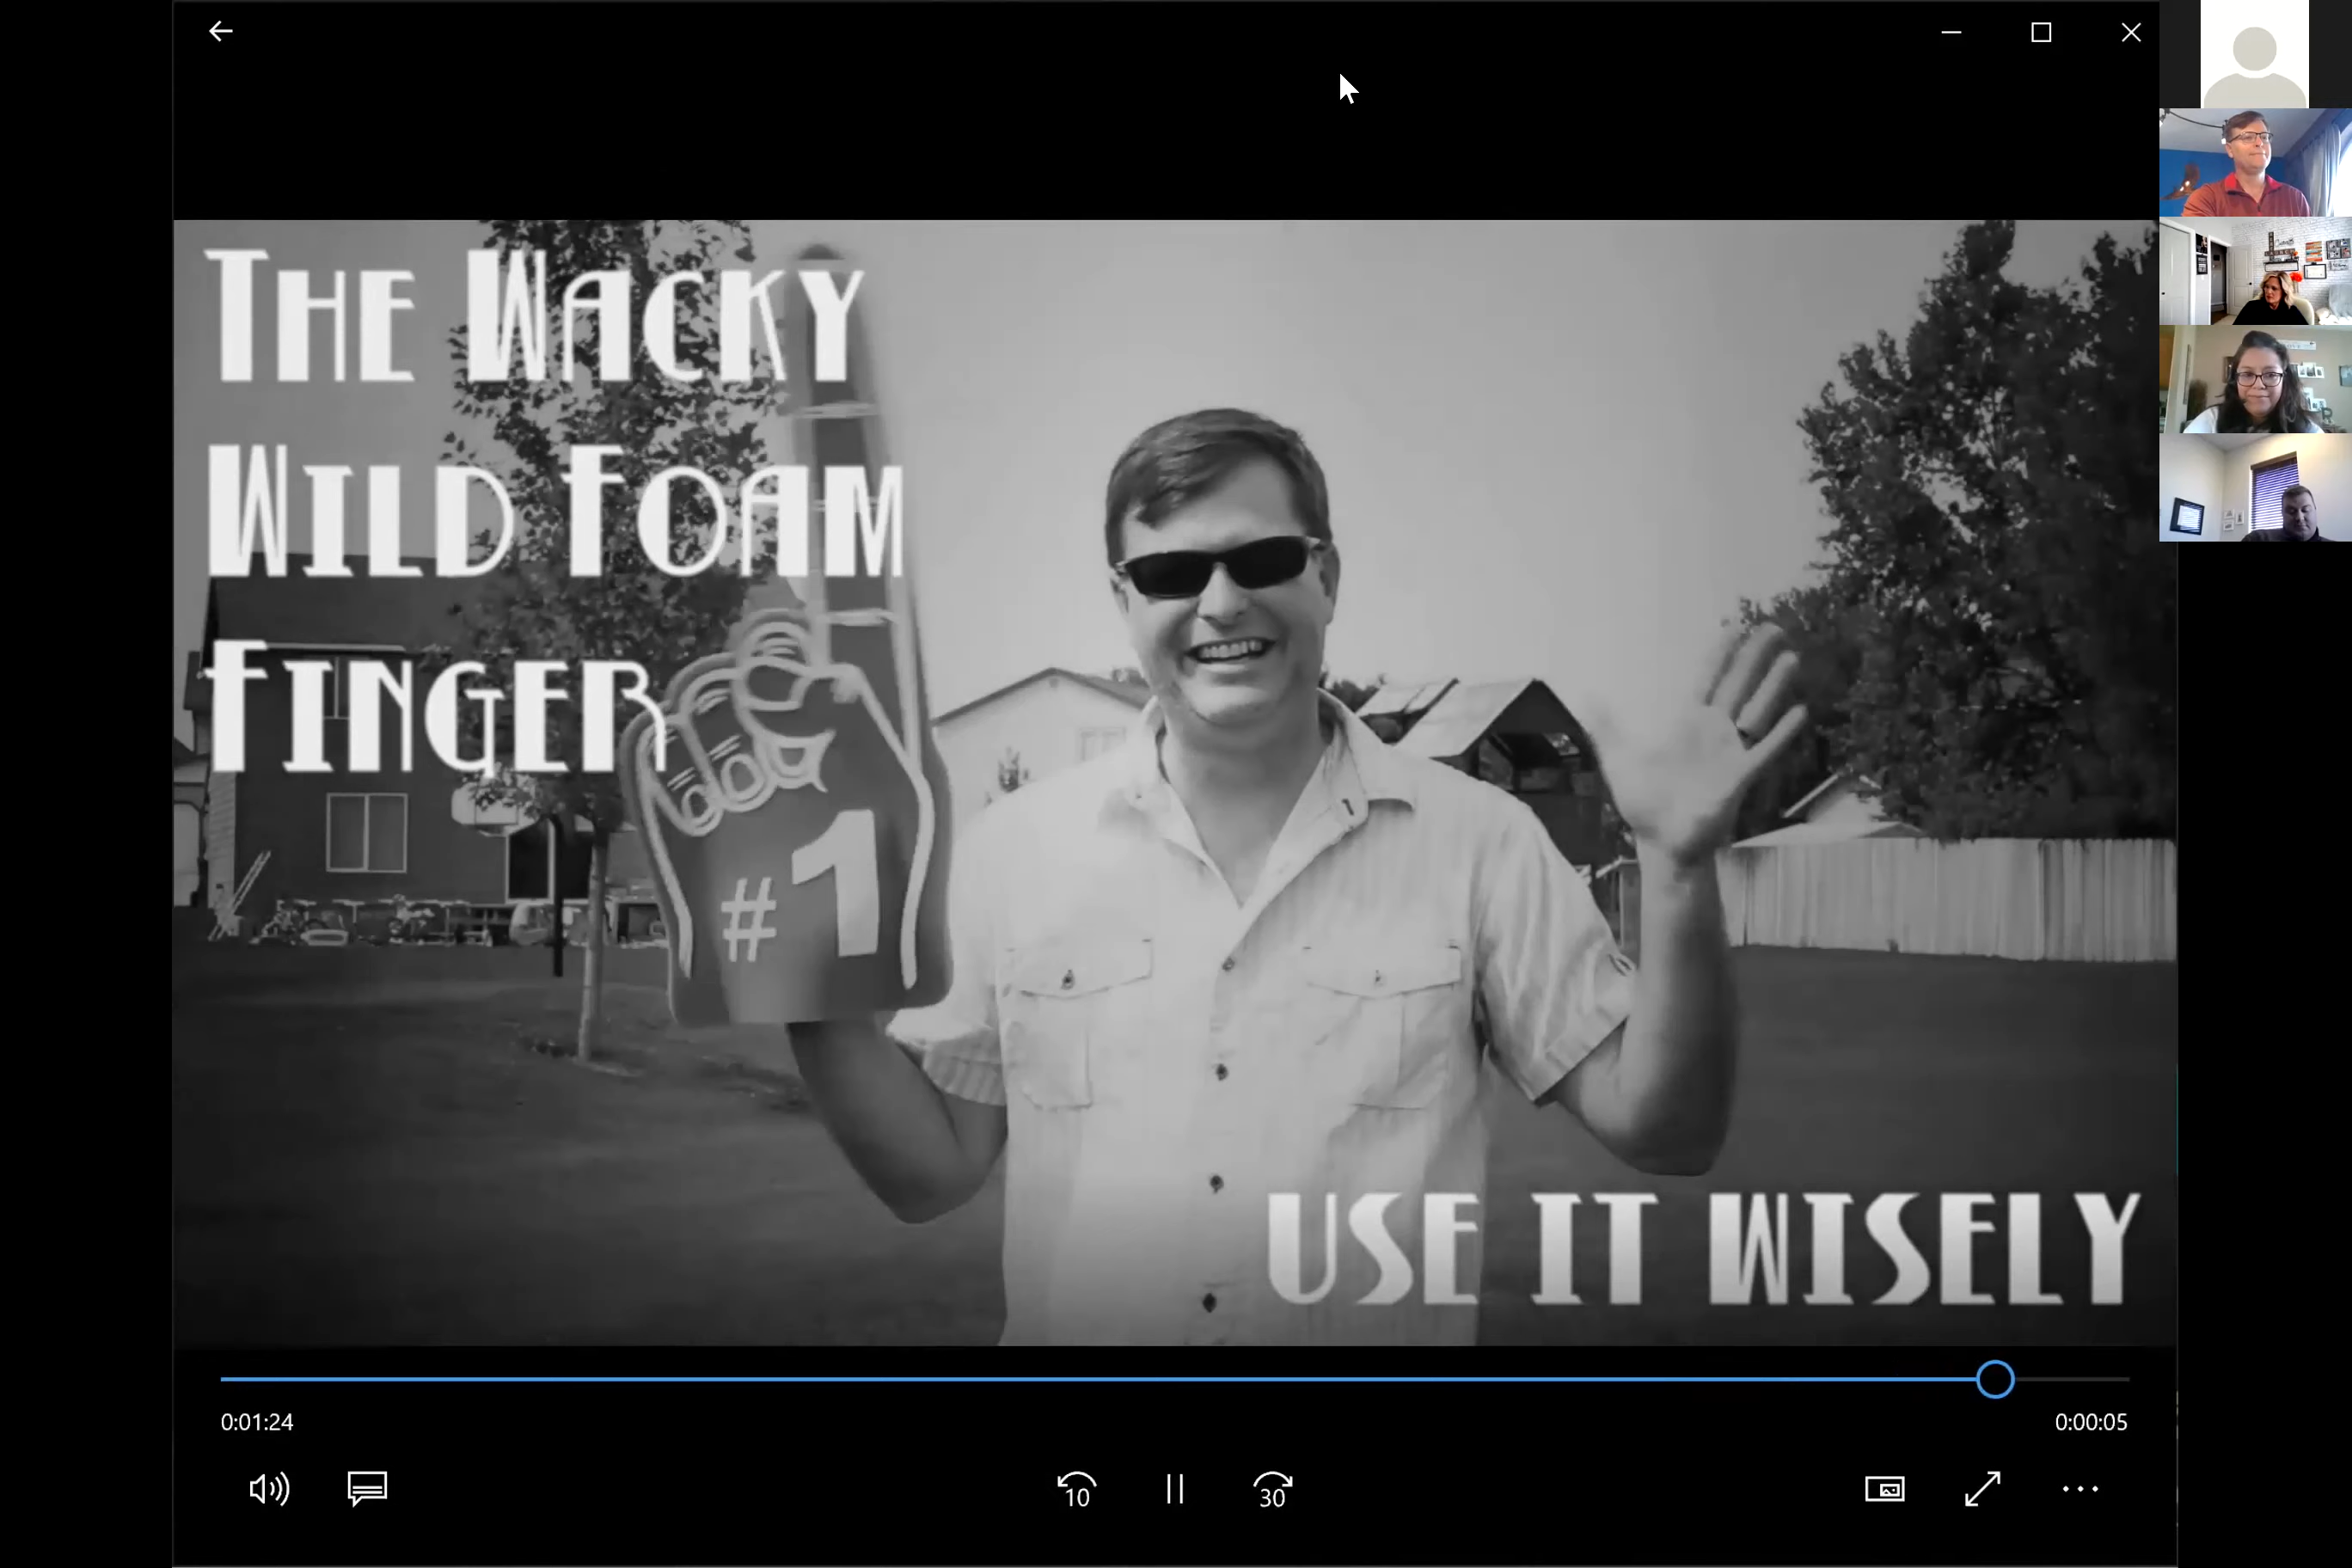 The Wacky
Wild Foam
Finger
#1
USE IT WISELY
0:01:24
0:00:05
10
30